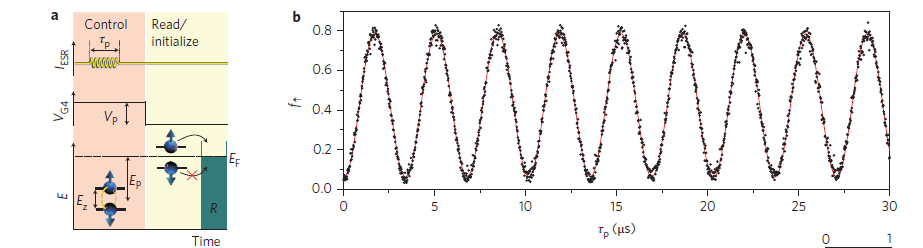 a
Control
Read/
initialize
τp
IESR
VG4
Vp
E
Ez
Ep
EF
R
Time
b
f↑
0.8
0.6
0.4
0.2
0.0
0 5 10 15 20 25 30
τp (μs)
0 1